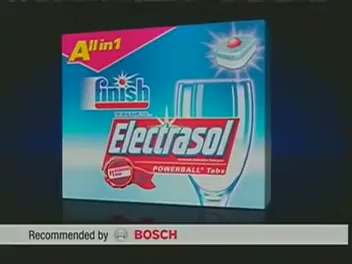 All in 1
finish
Electrasol
POWERBALL® Tabs
Recommended by BOSCH